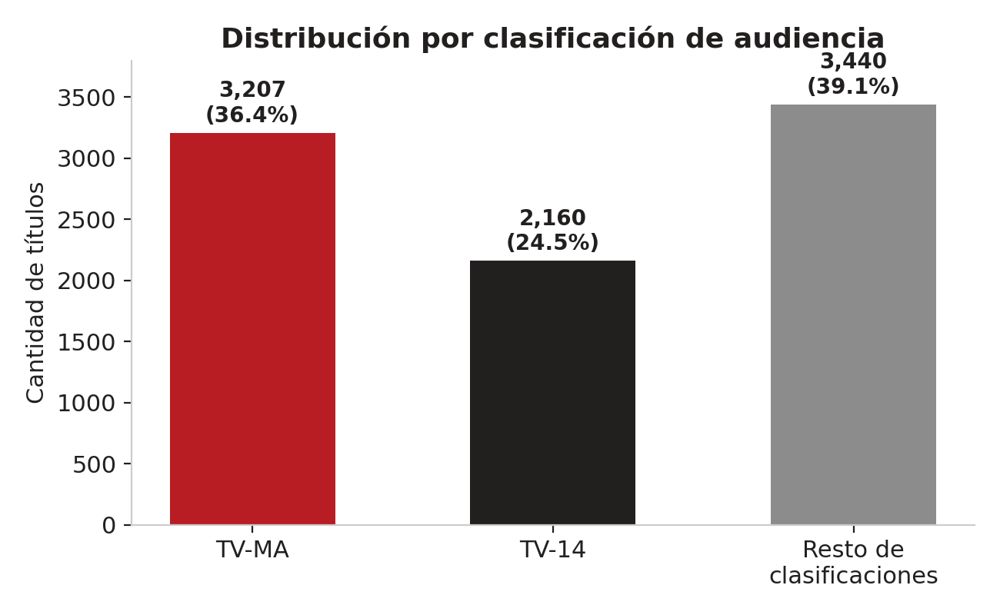 Distribución por clasificación de audiencia
3,440
(39.1%)
3,207
(36.4%)
2,160
(24.5%)
Cantidad de títulos
3500
3000
2500
2000
1500
1000
500
0
TV-MA
TV-14
Resto de
clasificaciones